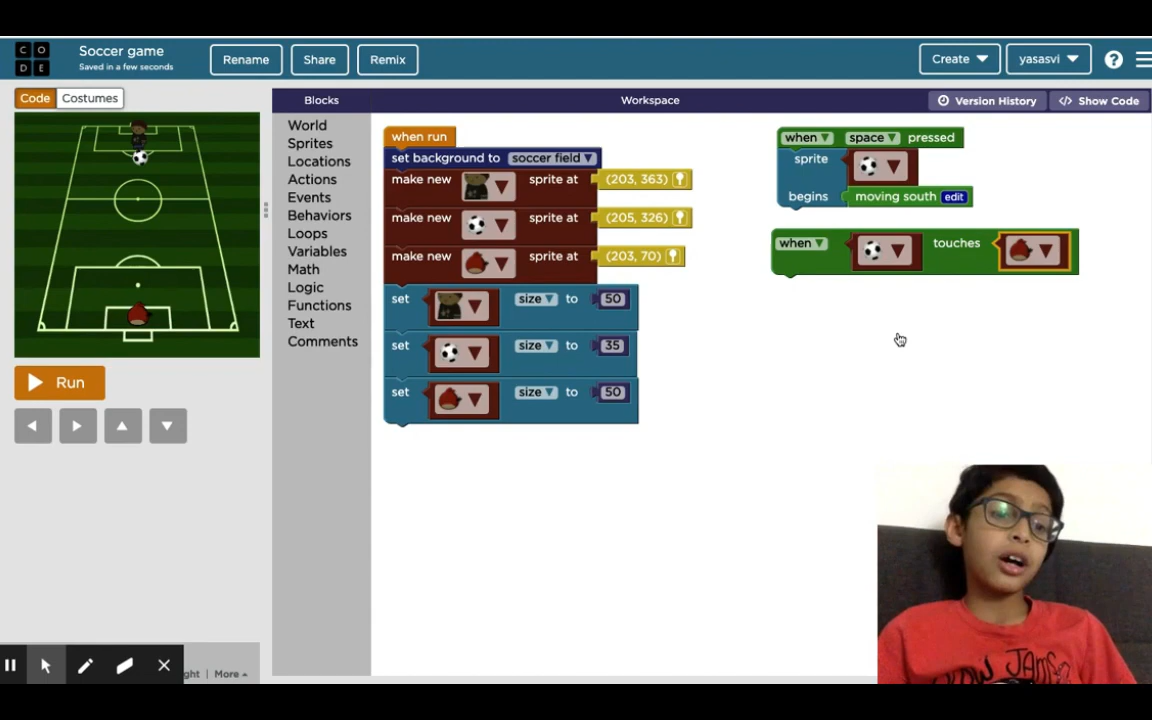 C O
D E
Soccer game
Saved in a few seconds
Rename
Share
Remix
Create
yasasvi
?
Code
Costumes
Blocks
Workspace
Version History
</> Show Code
World
Sprites
Locations
Actions
Events
Behaviors
Loops
Variables
Math
Logic
Functions
Text
Comments
when run
set background to soccer field
make new sprite at (203, 363)
make new sprite at (205, 326)
make new sprite at (203, 70)
set size to 50
set size to 35
set size to 50
when space pressed
sprite
begins moving south edit
when touches
Run
ght | More